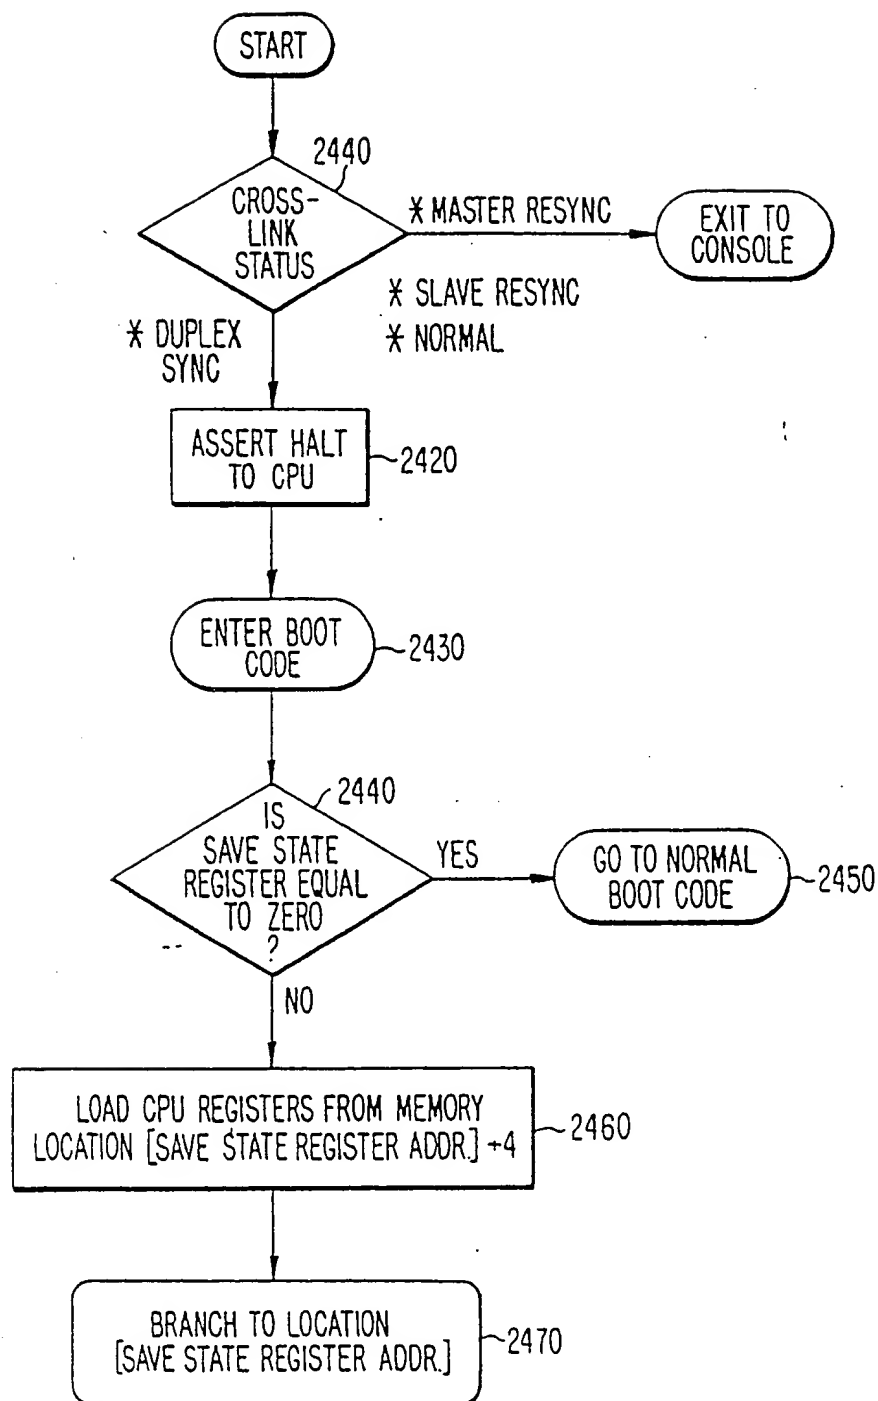 START
2440
CROSS-
LINK
STATUS
* MASTER RESYNC
EXIT TO
CONSOLE
* SLAVE RESYNC
* NORMAL
* DUPLEX
SYNC
ASSERT HALT
TO CPU
2420
ENTER BOOT
CODE
2430
2440
IS
SAVE STATE
REGISTER EQUAL
TO ZERO
?
YES
GO TO NORMAL
BOOT CODE
2450
NO
LOAD CPU REGISTERS FROM MEMORY
LOCATION [SAVE STATE REGISTER ADDR.] +4
2460
BRANCH TO LOCATION
[SAVE STATE REGISTER ADDR.]
2470